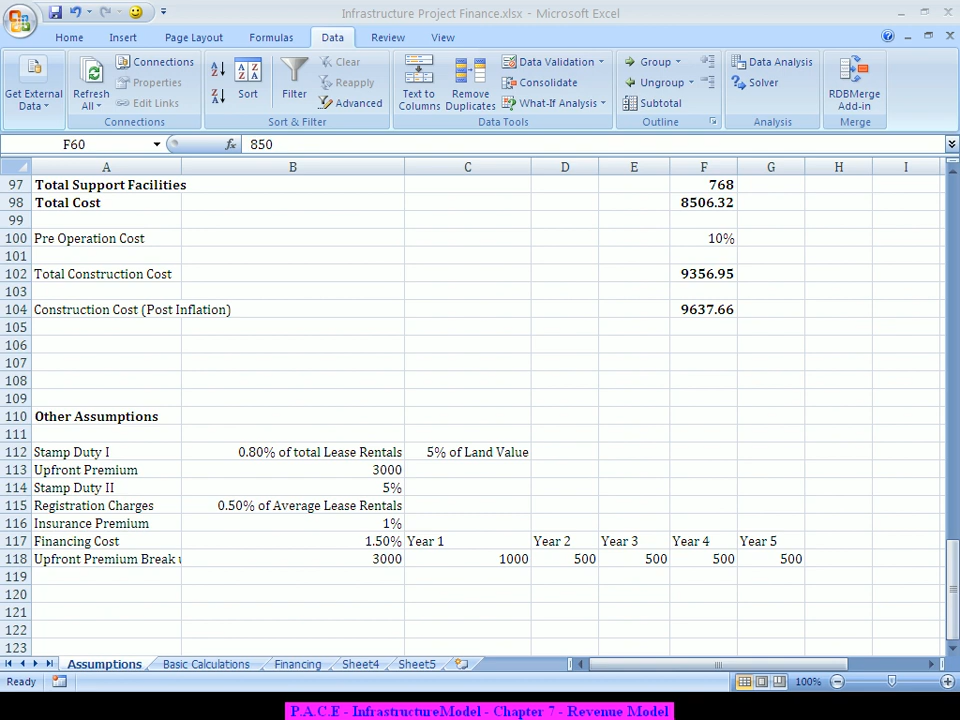 Infrastructure Project Finance.xlsx - Microsoft Excel
Home Insert Page Layout Formulas Data Review View
Get External Data
Refresh All
Connections
Properties
Edit Links
Connections
Sort
Filter
Clear
Reapply
Advanced
Sort & Filter
Text to Columns
Remove Duplicates
Data Validation
Consolidate
What-If Analysis
Data Tools
Group
Ungroup
Subtotal
Outline
Data Analysis
Solver
Analysis
RDBMerge Add-in
Merge
F60 fx 850
A B C D E F G H I
97 Total Support Facilities 768
98 Total Cost 8506.32
99
100 Pre Operation Cost 10%
101
102 Total Construction Cost 9356.95
103
104 Construction Cost (Post Inflation) 9637.66
105
106
107
108
109
110 Other Assumptions
111
112 Stamp Duty I 0.80% of total Lease Rentals 5% of Land Value
113 Upfront Premium 3000
114 Stamp Duty II 5%
115 Registration Charges 0.50% of Average Lease Rentals
116 Insurance Premium 1%
117 Financing Cost 1.50% Year 1 Year 2 Year 3 Year 4 Year 5
118 Upfront Premium Break 3000 1000 500 500 500 500
119
120
121
122
123
Assumptions Basic Calculations Financing Sheet4 Sheet5
Ready 100%
P.A.C.E - InfrastructureModel - Chapter 7 - Revenue Model